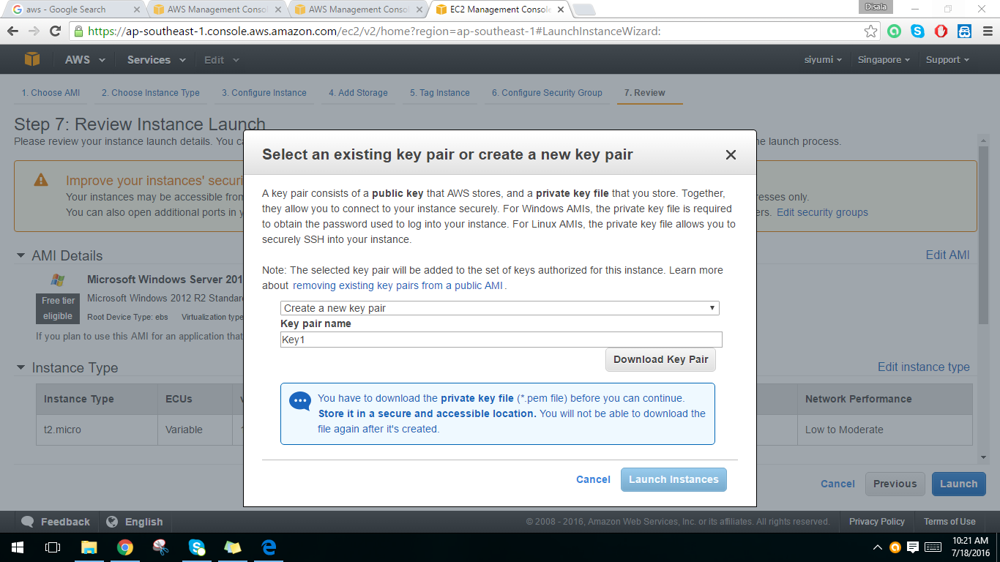 aws - Google Search
AWS Management Conso
AWS Management Conso
EC2 Management Console
Disala
https://ap-southeast-1.console.aws.amazon.com/ec2/v2/home?region=ap-southeast-1#LaunchInstanceWizard:
AWS Services Edit siyumi Singapore Support
1. Choose AMI 2. Choose Instance Type 3. Configure Instance 4. Add Storage 5. Tag Instance 6. Configure Security Group 7. Review
Step 7: Review Instance Launch
Please review your instance launch details. You ca
he launch process.
Improve your instances' securi
Your instances may be accessible from
resses only.
You can also open additional ports in y
ers. Edit security groups
AMI Details
Edit AMI
Microsoft Windows Server 201
Free tier
eligible
Microsoft Windows 2012 R2 Standar
Root Device Type: ebs Virtualization type
If you plan to use this AMI for an application that
Instance Type
Edit instance type
Instance Type ECUs Network Performance
t2.micro Variable Low to Moderate
Cancel Previous Launch
Select an existing key pair or create a new key pair
A key pair consists of a public key that AWS stores, and a private key file that you store. Together,
they allow you to connect to your instance securely. For Windows AMIs, the private key file is required
to obtain the password used to log into your instance. For Linux AMIs, the private key file allows you to
securely SSH into your instance.
Note: The selected key pair will be added to the set of keys authorized for this instance. Learn more
about removing existing key pairs from a public AMI.
Create a new key pair
Key pair name
Key1
Download Key Pair
You have to download the private key file (*.pem file) before you can continue.
Store it in a secure and accessible location. You will not be able to download the
file again after it's created.
Cancel Launch Instances
Feedback English © 2008 - 2016, Amazon Web Services, Inc. or its affiliates. All rights reserved. Privacy Policy Terms of Use
10:21 AM
7/18/2016